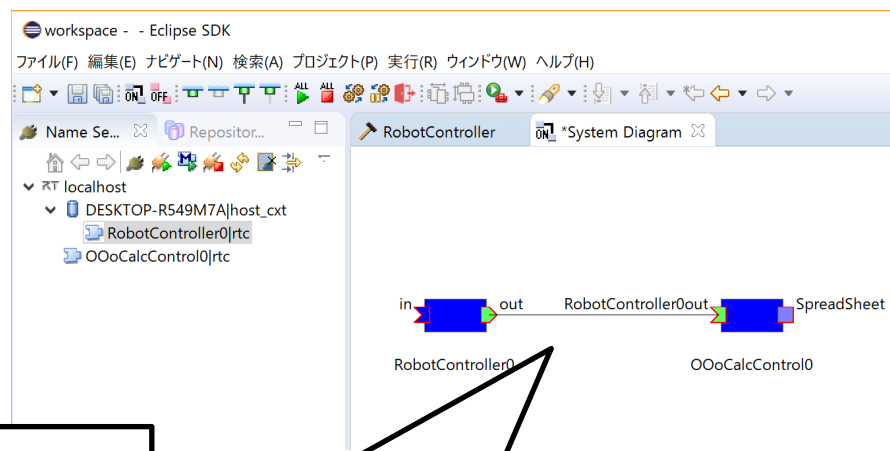 workspace - - Eclipse SDK
ファイル(F) 編集(E) ナビゲート(N) 検索(A) プロジェクト(P) 実行(R) ウィンドウ(W) ヘルプ(H)
ON OFF ALL ALL
Name Se... Repositor... RobotController ON *System Diagram
RT localhost
DESKTOP-R549M7A|host_cxt
RobotController0|rtc
OOoCalcControl0|rtc
in out RobotController0out SpreadSheet
RobotController0 OOoCalcControl0